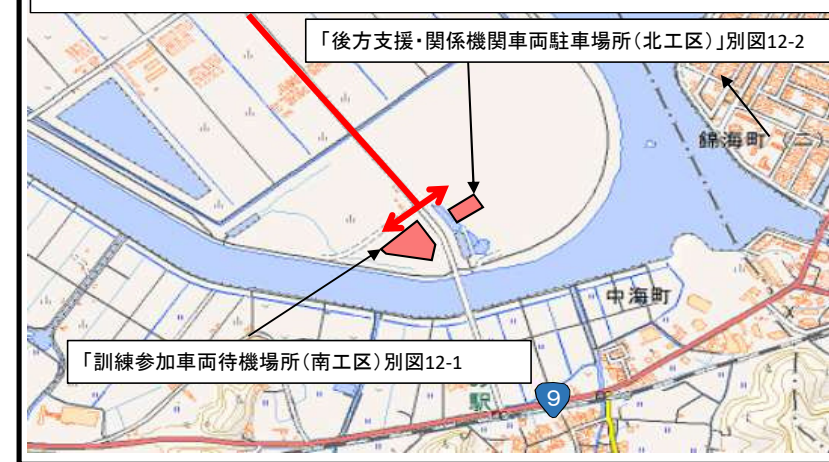 「後方支援・関係機関車両駐車場所(北工区)」別図12-2
錦海町(二)
中海町
「訓練参加車両待機場所(南工区)別図12-1
駅
9